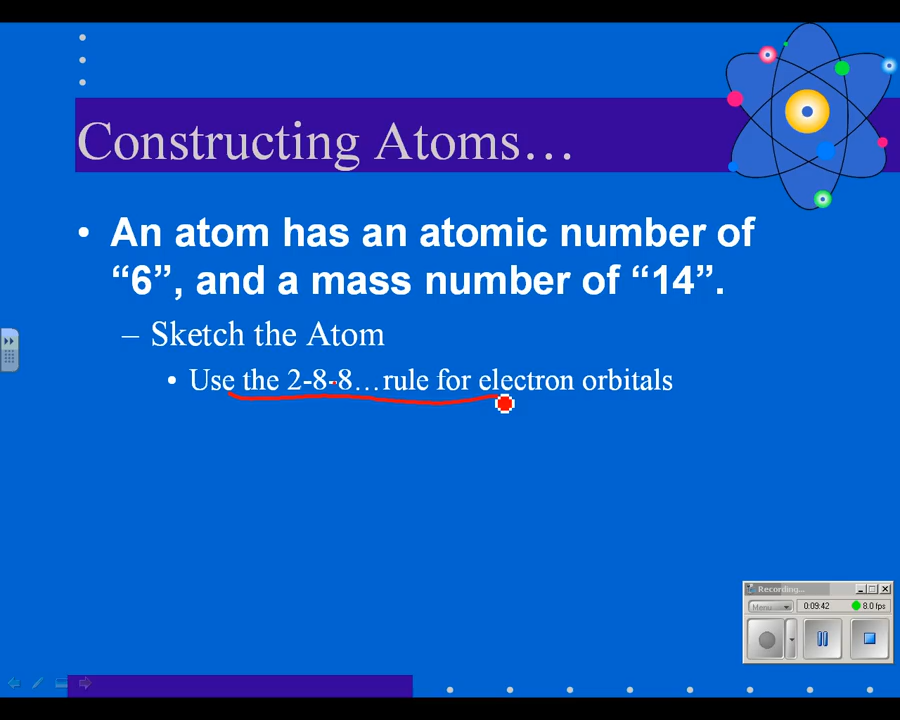 Constructing Atoms…
• An atom has an atomic number of
“6”, and a mass number of “14”.
– Sketch the Atom
• Use the 2-8-8…rule for electron orbitals
Recording...
Menu
0:09:42
8.0 fps